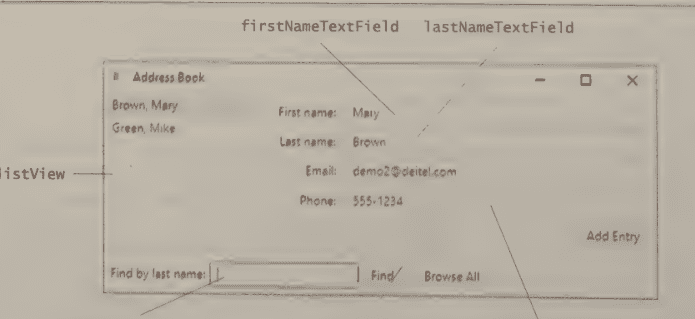 firstNameTextField lastNameTextField
Address Book
Brown, Mary
Green, Mike
First name: Mary
Last name: Brown
listView
Email: demo2@deitel.com
Phone: 555-1234
Add Entry
Find by last name: Find Browse All